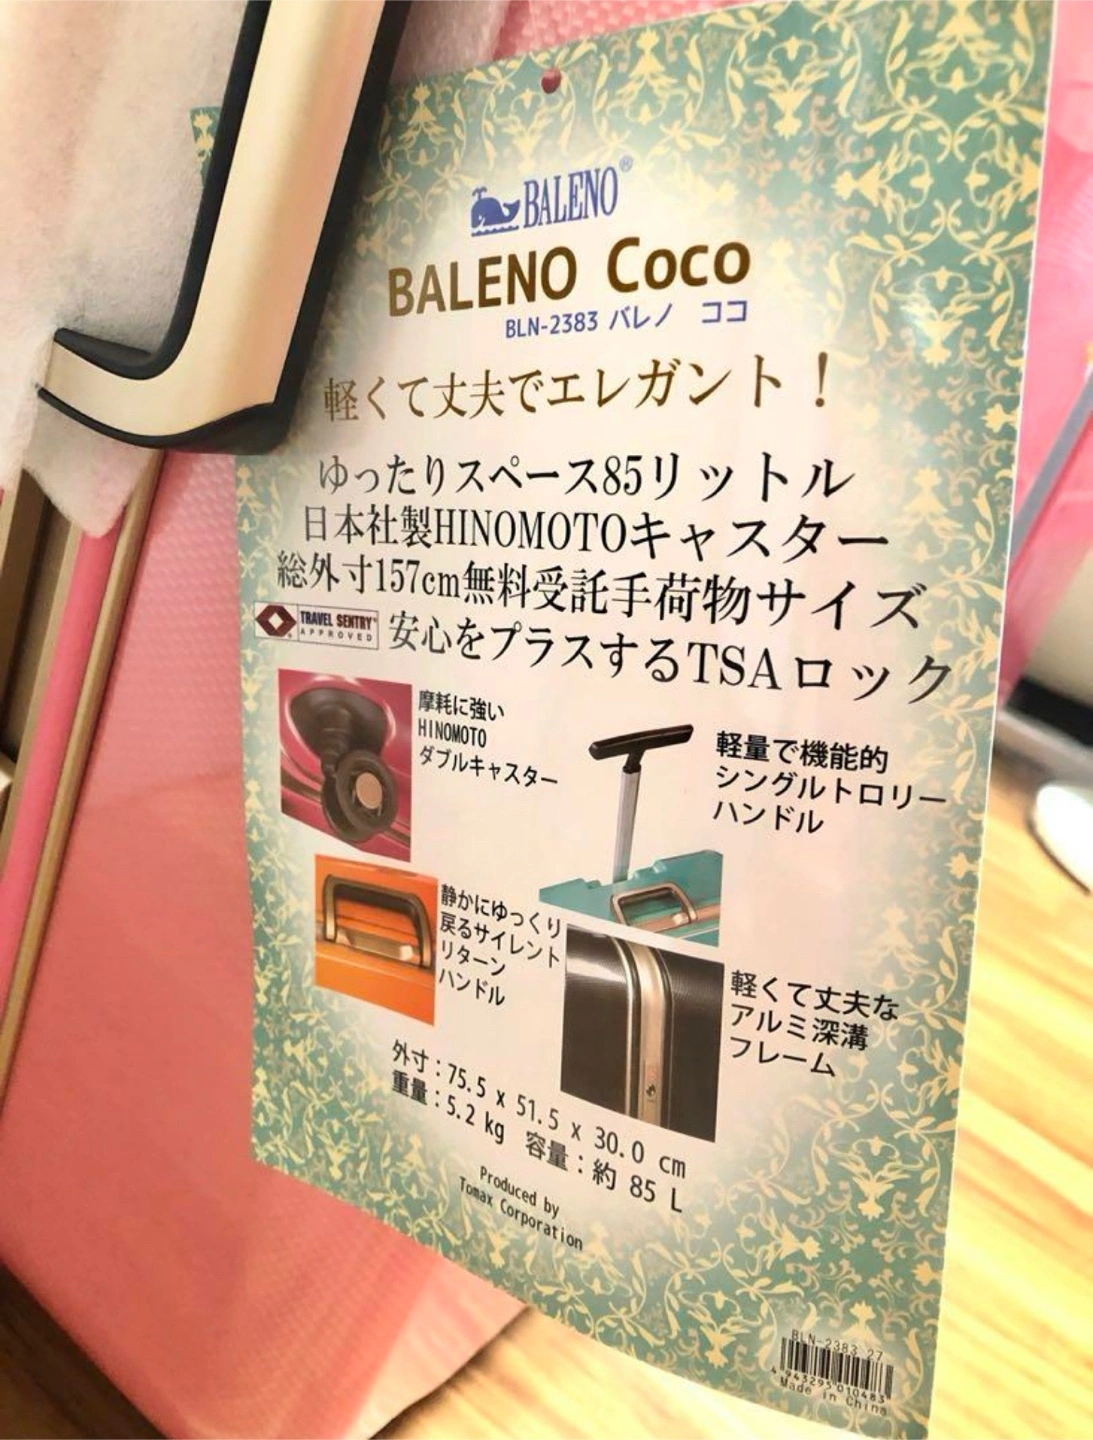 BALENO®
BALENO Coco
BLN-2383 バレノ ココ
軽くて丈夫でエレガント！
ゆったりスペース85リットル
日本社製HINOMOTOキャスター
総外寸157cm無料受託手荷物サイズ
TRAVEL SENTRY
APPROVED
安心をプラスするTSAロック
摩耗に強い
HINOMOTO
ダブルキャスター
軽量で機能的
シングルトロリー
ハンドル
静かにゆっくり
戻るサイレント
リターン
ハンドル
軽くて丈夫な
アルミ深溝
フレーム
外寸：75.5 x 51.5 x 30.0 cm
重量：5.2 kg 容量：約 85 L
Produced by
Tomax Corporation
BLN-2383 27
4943295010483
Made in China